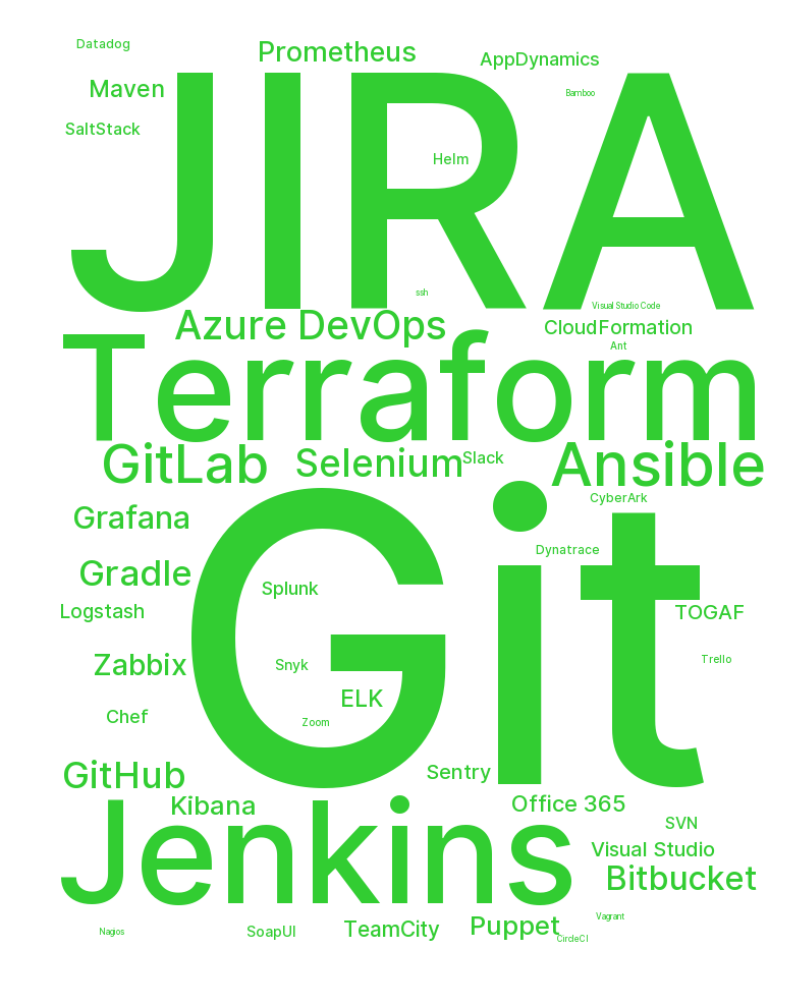 Datadog
Prometheus
AppDynamics
Maven
Bamboo
SaltStack
JIRA
Helm
ssh
Visual Studio Code
Azure DevOps
CloudFormation
Ant
Terraform
GitLab
Selenium
Slack
Ansible
CyberArk
Grafana
Git
Dynatrace
Gradle
Splunk
Logstash
TOGAF
Zabbix
Snyk
Trello
ELK
Chef
Zoom
GitHub
Sentry
Kibana
Office 365
SVN
Jenkins
Visual Studio
Bitbucket
Vagrant
Nagios
SoapUI
TeamCity
Puppet
CircleCI